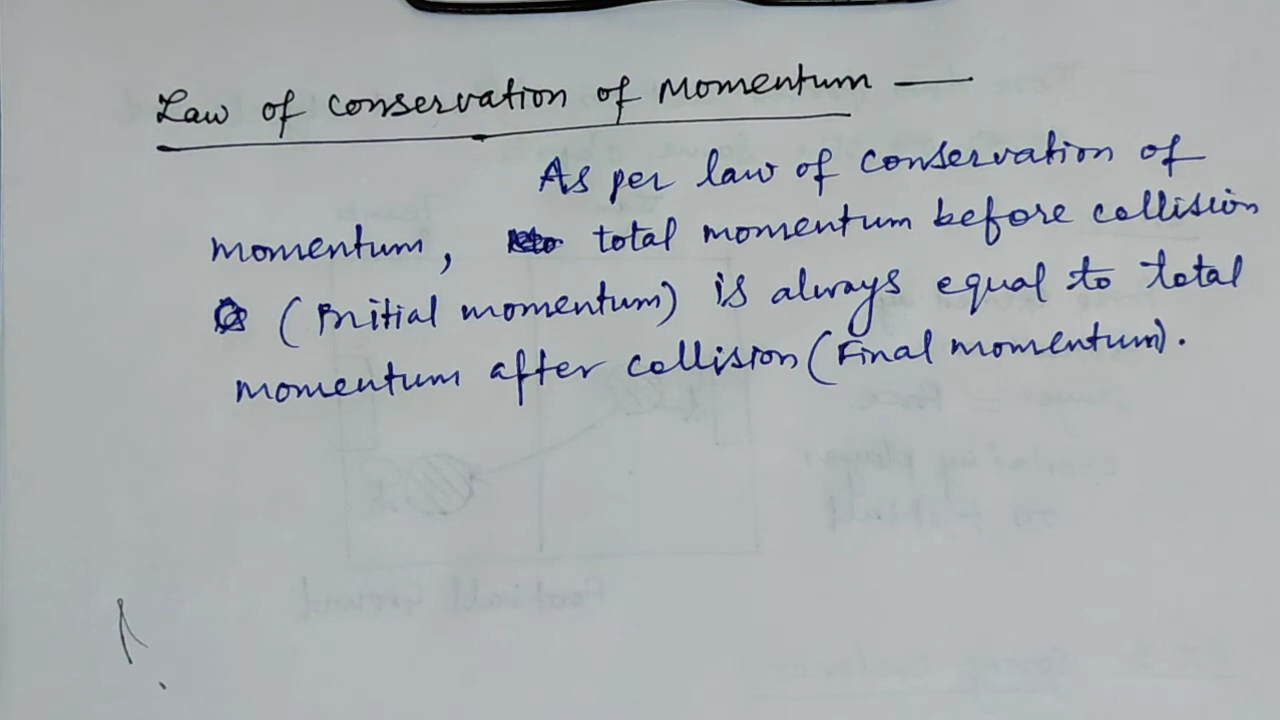 Law of conservation of Momentum —
As per law of conservation of
momentum, total momentum before collision
(Initial momentum) is always equal to total
momentum after collision (Final momentum).